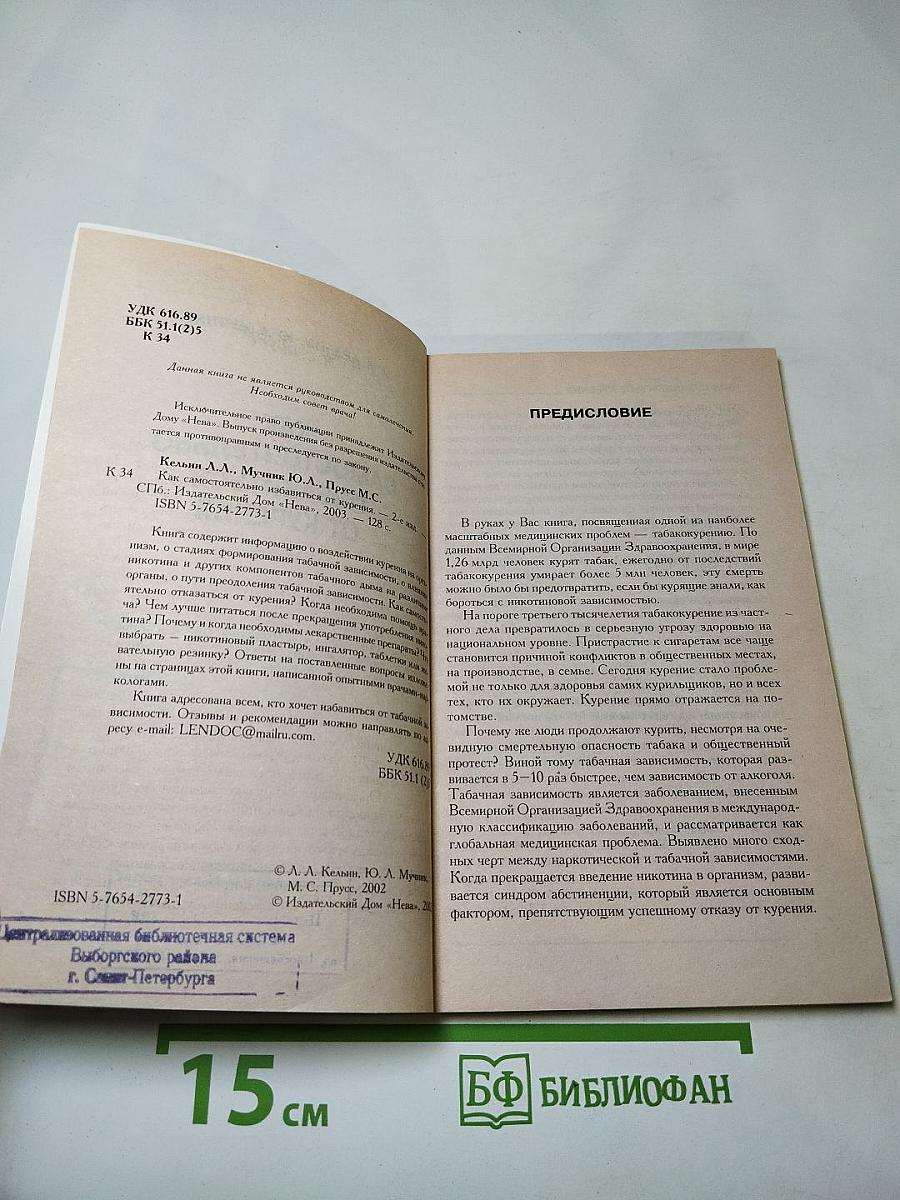 УДК 616.89
ББК 51.1(2)5
К 34
Данная книга не является руководством для самолечения.
Необходим совет врача!
Исключительное право публикации принадлежит Издательскому
Дому «Нева». Выпуск произведения без разрешения издательства
тается противоправным и преследуется по закону.
Кельин Л.Л., Мучник Ю.Л., Прусс М.С.
К 34
Как самостоятельно избавиться от курения. — 2-е изд. —
СПб.: Издательский Дом «Нева», 2003. — 128 с.
ISBN 5-7654-2773-1
Книга содержит информацию о воздействии курения на орга-
низм, о стадиях формирования табачной зависимости, о влиянии
никотина и других компонентов табачного дыма на различные
органы, о пути преодоления табачной зависимости. Как самосто-
ятельно отказаться от курения? Когда необходима помощь вра-
ча? Чем лучше питаться после прекращения употребления нико-
тина? Почему и когда необходимы лекарственные препараты? Что
выбрать — никотиновый пластырь, ингалятор, таблетки или же-
вательную резинку? Ответы на поставленные вопросы изложе-
ны на страницах этой книги, написанной опытными врачами-нар-
кологами.
Книга адресована всем, кто хочет избавиться от табачной за-
висимости. Отзывы и рекомендации можно направлять по ад-
ресу e-mail: LENDOC@mailru.com.
УДК 616.89
ББК 51.1 (2)5
© Л. Л. Кельин, Ю. Л. Мучник,
М. С. Прусс, 2002
ISBN 5-7654-2773-1
© Издательский Дом «Нева»,
Централизованная библиотечная система
Выборгского района
г. Санкт-Петербурга
ПРЕДИСЛОВИЕ
В руках у Вас книга, посвященная одной из наиболее
масштабных медицинских проблем — табакокурению. По
данным Всемирной Организации Здравоохранения, в мире
1,26 млрд человек курят табак, ежегодно от последствий
табакокурения умирает более 5 млн человек, эту смерть
можно было бы предотвратить, если бы курящие знали, как
бороться с никотиновой зависимостью.
На пороге третьего тысячелетия табакокурение из част-
ного дела превратилось в серьезную угрозу здоровью на
национальном уровне. Пристрастие к сигаретам все чаще
становится причиной конфликтов в общественных местах,
на производстве, в семье. Сегодня курение стало пробле-
мой не только для здоровья самих курильщиков, но и всех
тех, кто их окружает. Курение прямо отражается на по-
томстве.
Почему же люди продолжают курить, несмотря на оче-
видную смертельную опасность табака и общественный
протест? Виной тому табачная зависимость, которая раз-
вивается в 5—10 раз быстрее, чем зависимость от алкоголя.
Табачная зависимость является заболеванием, внесенным
Всемирной Организацией Здравоохранения в международ-
ную классификацию заболеваний, и рассматривается как
глобальная медицинская проблема. Выявлено много сход-
ных черт между наркотической и табачной зависимостями.
Когда прекращается введение никотина в организм, разви-
вается синдром абстиненции, который является основным
фактором, препятствующим успешному отказу от курения.
15 см
БФ БИБЛИОФАН